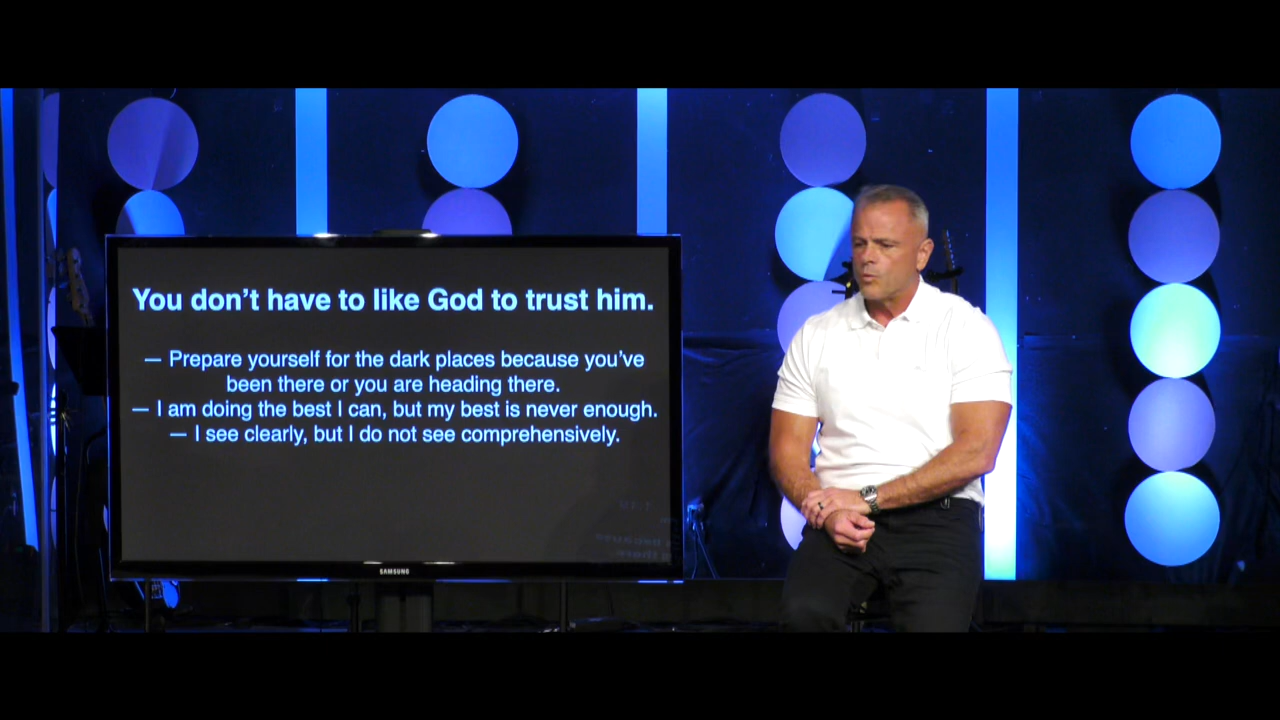 You don’t have to like God to trust him.
— Prepare yourself for the dark places because you’ve
been there or you are heading there.
— I am doing the best I can, but my best is never enough.
— I see clearly, but I do not see comprehensively.
SAMSUNG